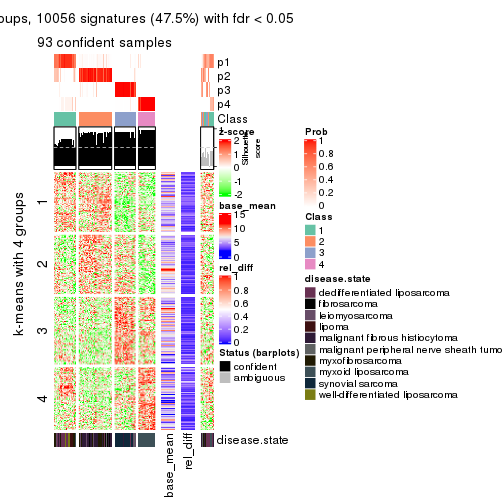 oups, 10056 signatures (47.5%) with fdr < 0.05
93 confident samples
p1
p2
p3
p4
Class
z-score
2
1
0
-1
-2
Silhouette
score
1
base_mean
15
10
5
0
rel_diff
1
0.8
0.6
0.4
0.2
0
Status (barplots)
confident
ambiguous
Prob
1
0.8
0.6
0.4
0.2
0
Class
1
2
3
4
disease.state
dedifferentiated liposarcoma
fibrosarcoma
leiomyosarcoma
lipoma
malignant fibrous histiocytoma
malignant peripheral nerve sheath tumo
myxofibrosarcoma
myxoid liposarcoma
synovial sarcoma
well-differentiated liposarcoma
k-means with 4 groups
1
2
3
4
disease.state
base_mean
rel_diff